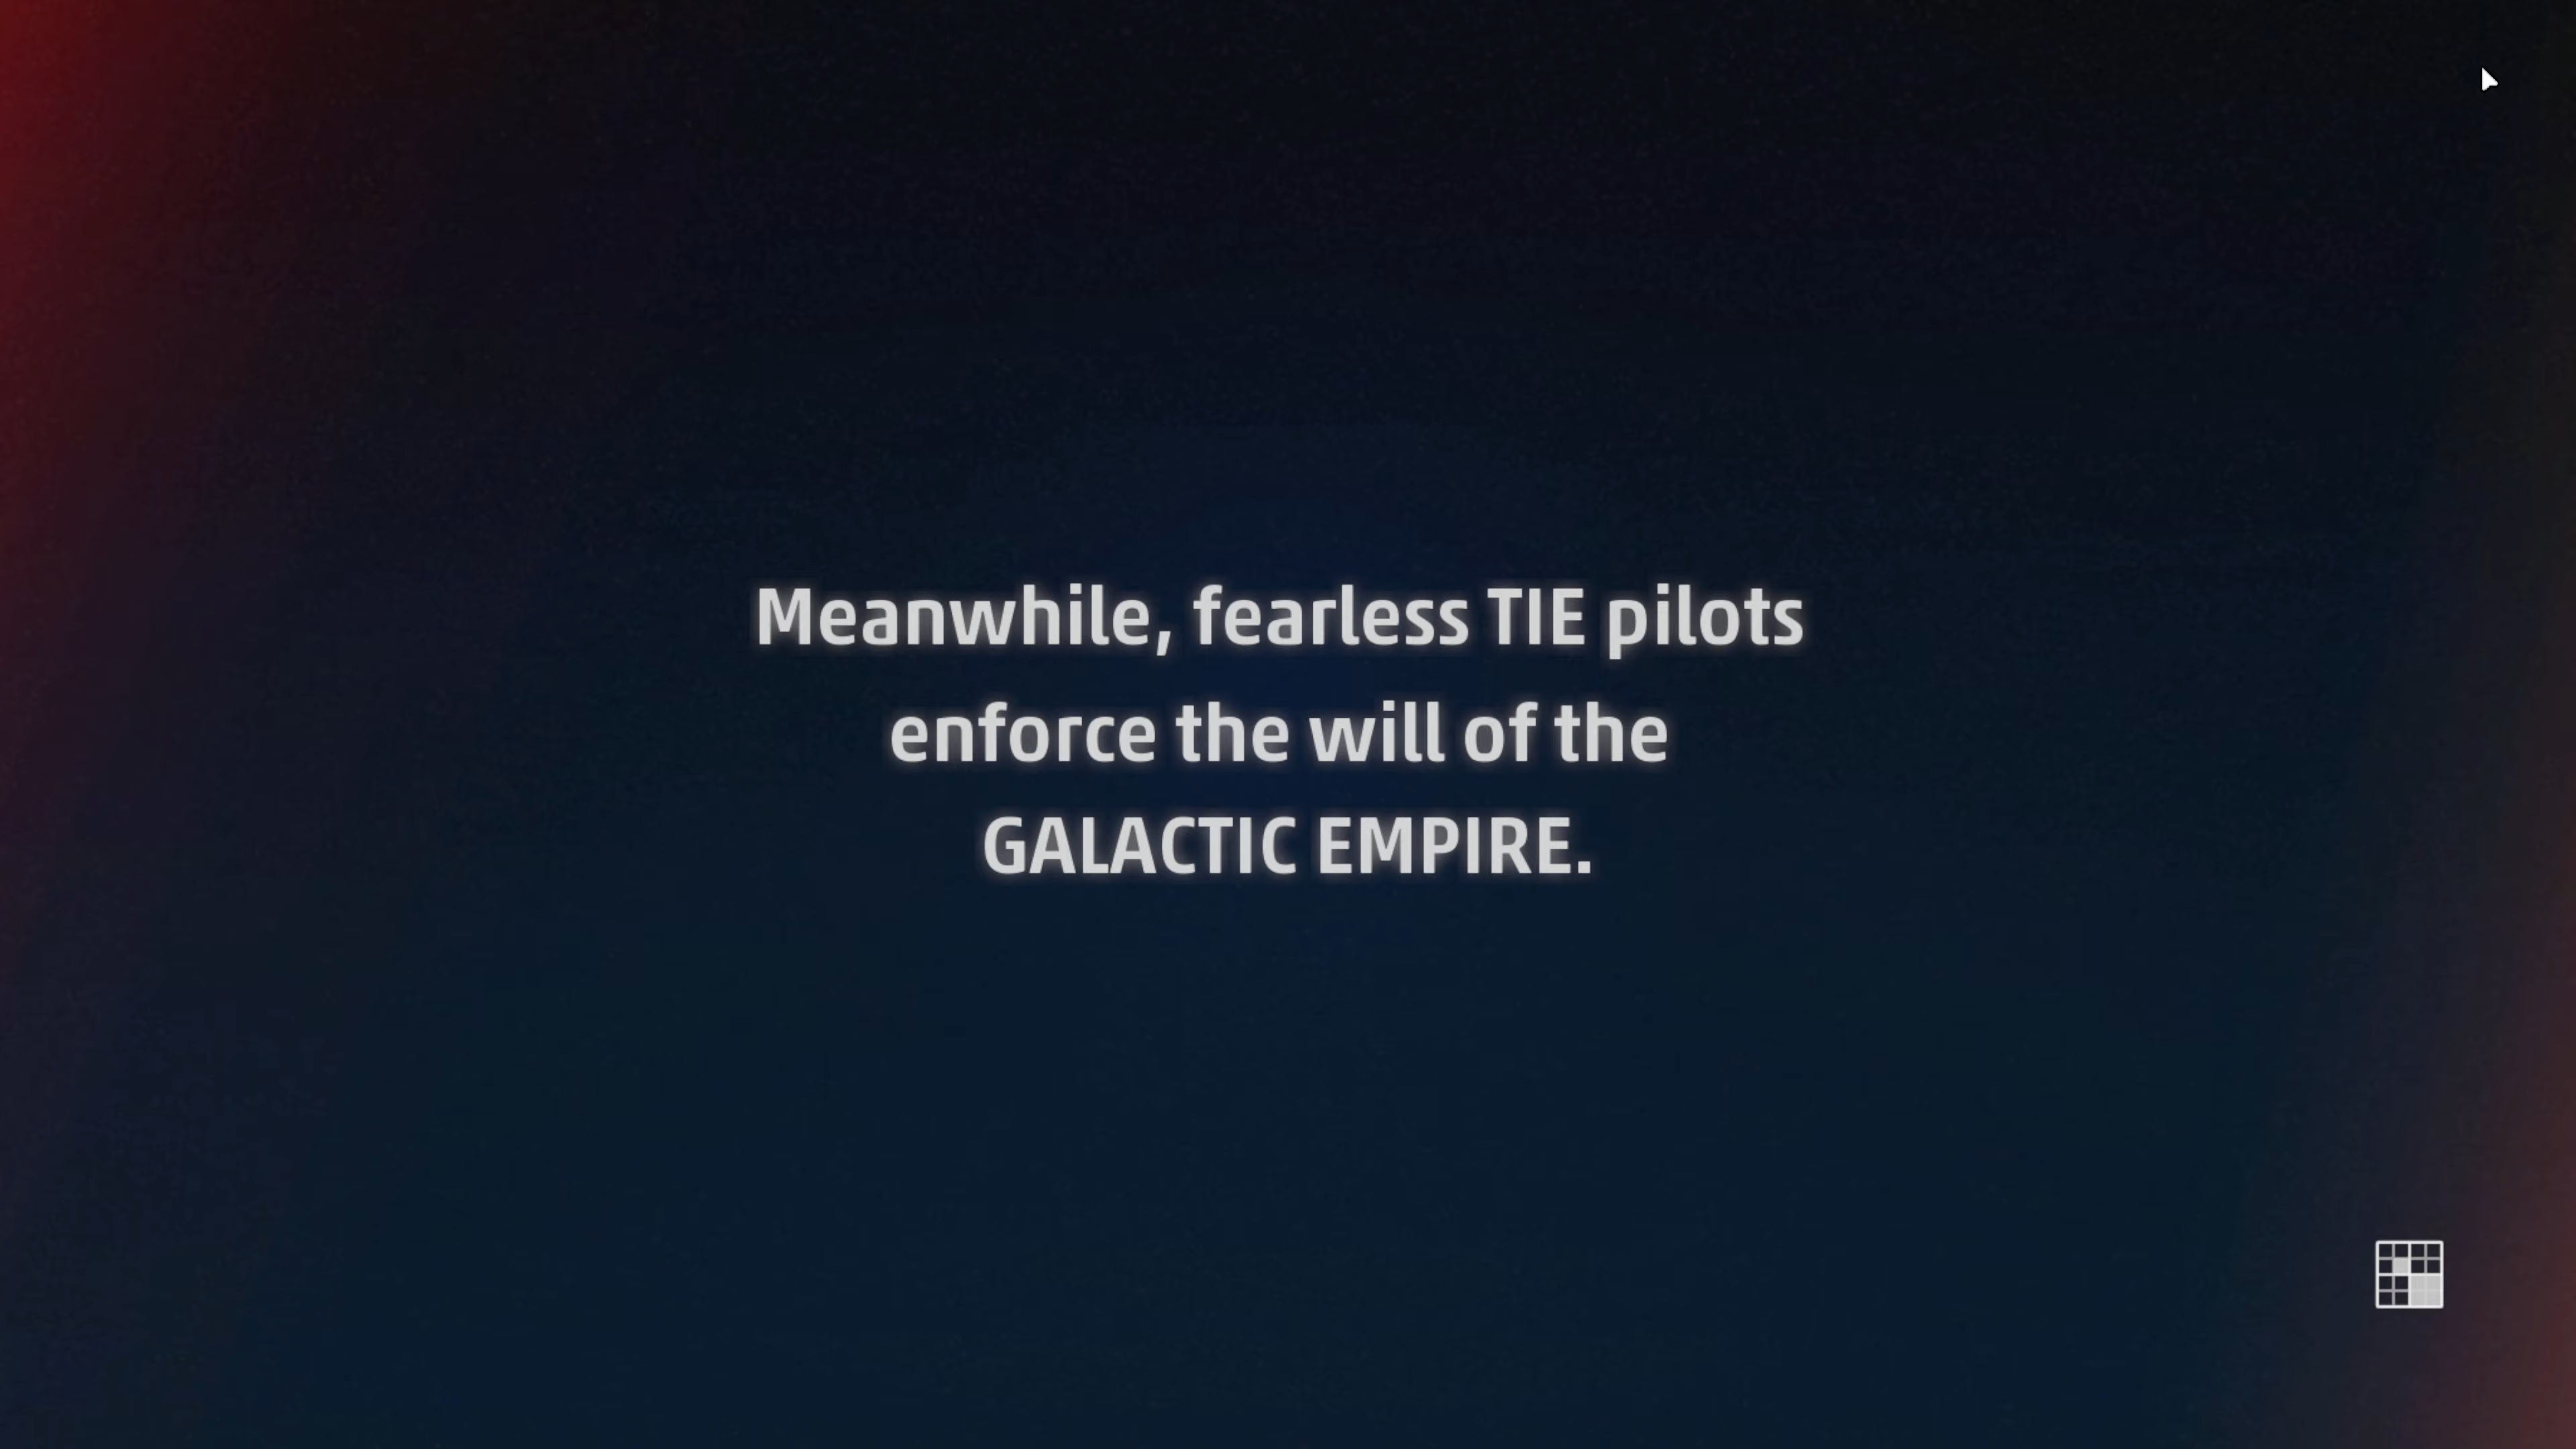 Meanwhile, fearless TIE pilots
enforce the will of the
GALACTIC EMPIRE.